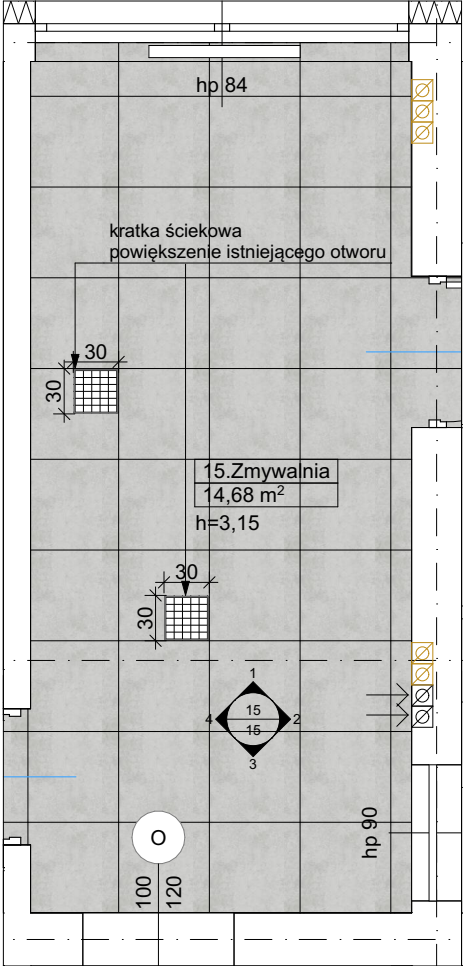 hp 84
kratka ściekowa
powiększenie istniejącego otworu
30
30
15.Zmywalnia
14,68 m²
h=3,15
30
30
1
15
4
2
15
3
hp 90
O
100
120